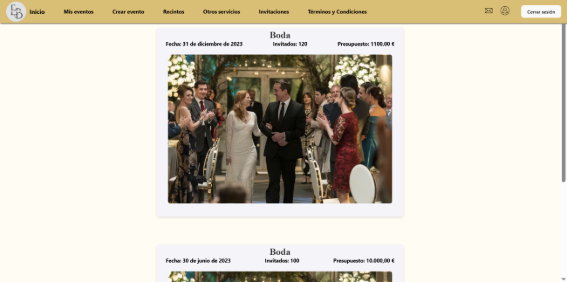 Inicio Mis eventos Crear evento Recintos Otros servicios Invitaciones Términos y Condiciones Cerrar sesión
Boda
Fecha: 31 de diciembre de 2023 Invitados: 120 Presupuesto: 1100,00 €
Boda
Fecha: 30 de junio de 2023 Invitados: 100 Presupuesto: 10.000,00 €